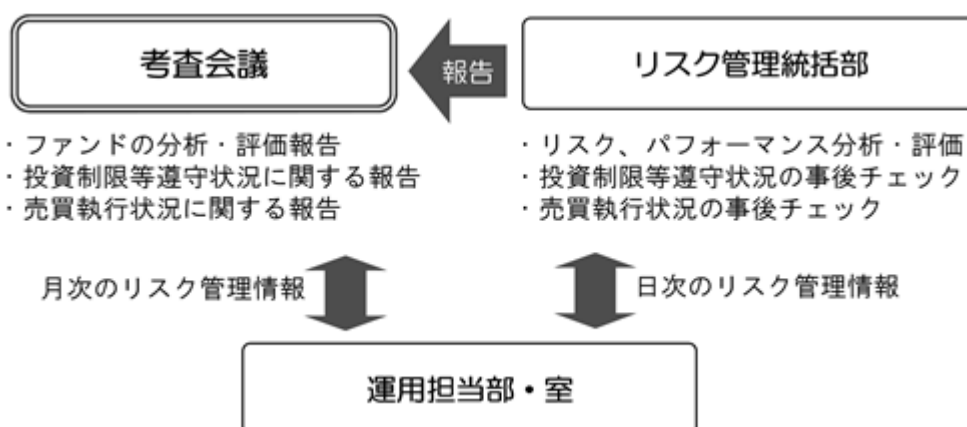 考査会議
報告
リスク管理統括部
・ファンドの分析・評価報告
・投資制限等遵守状況に関する報告
・売買執行状況に関する報告
・リスク、パフォーマンス分析・評価
・投資制限等遵守状況の事後チェック
・売買執行状況の事後チェック
月次のリスク管理情報
日次のリスク管理情報
運用担当部・室